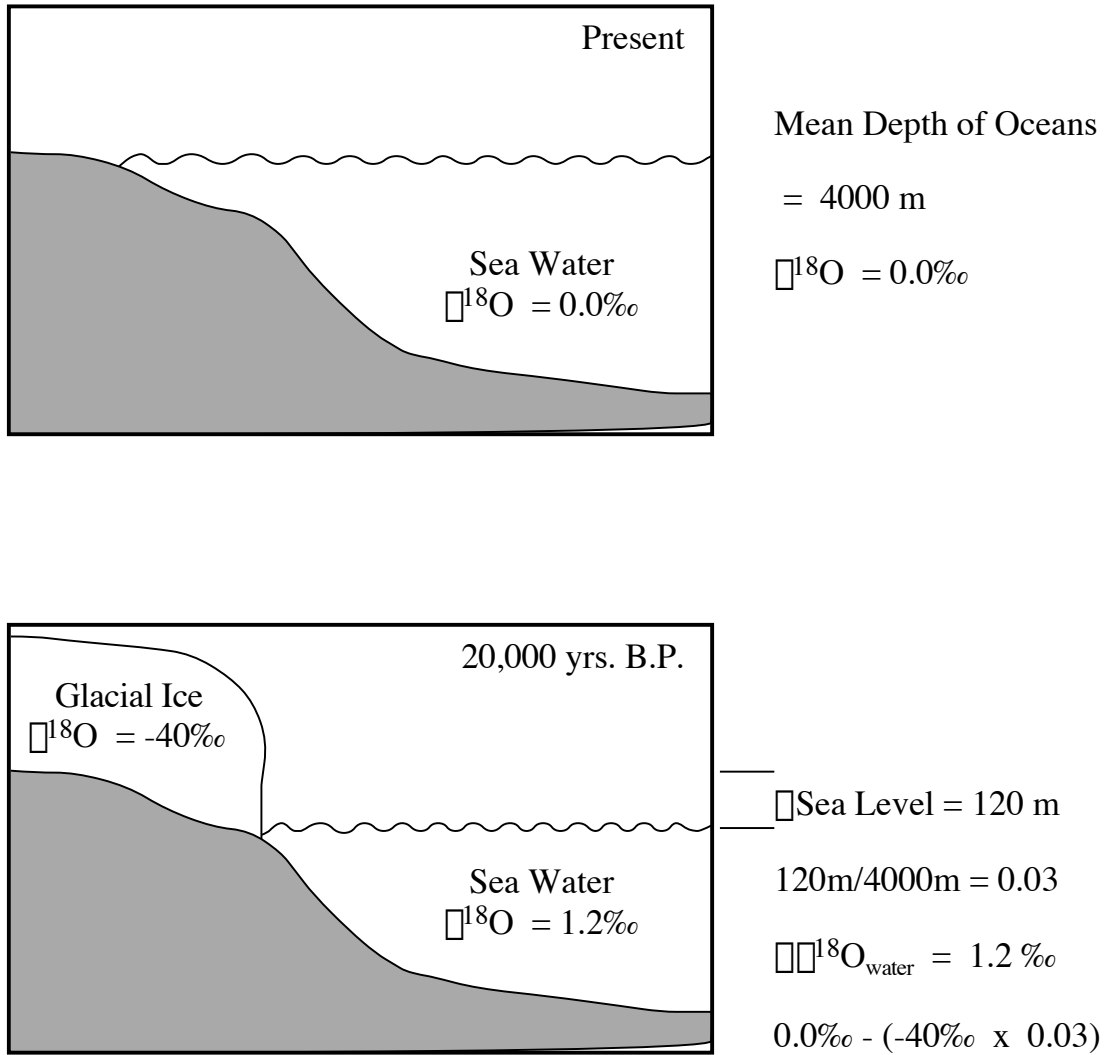 Present
Mean Depth of Oceans
= 4000 m
□18O = 0.0‰
Sea Water
□18O = 0.0‰
20,000 yrs. B.P.
Glacial Ice
□18O = -40‰
Sea Water
□18O = 1.2‰
□Sea Level = 120 m
120m/4000m = 0.03
□□18Owater = 1.2 ‰
0.0‰ - (-40‰ x 0.03)